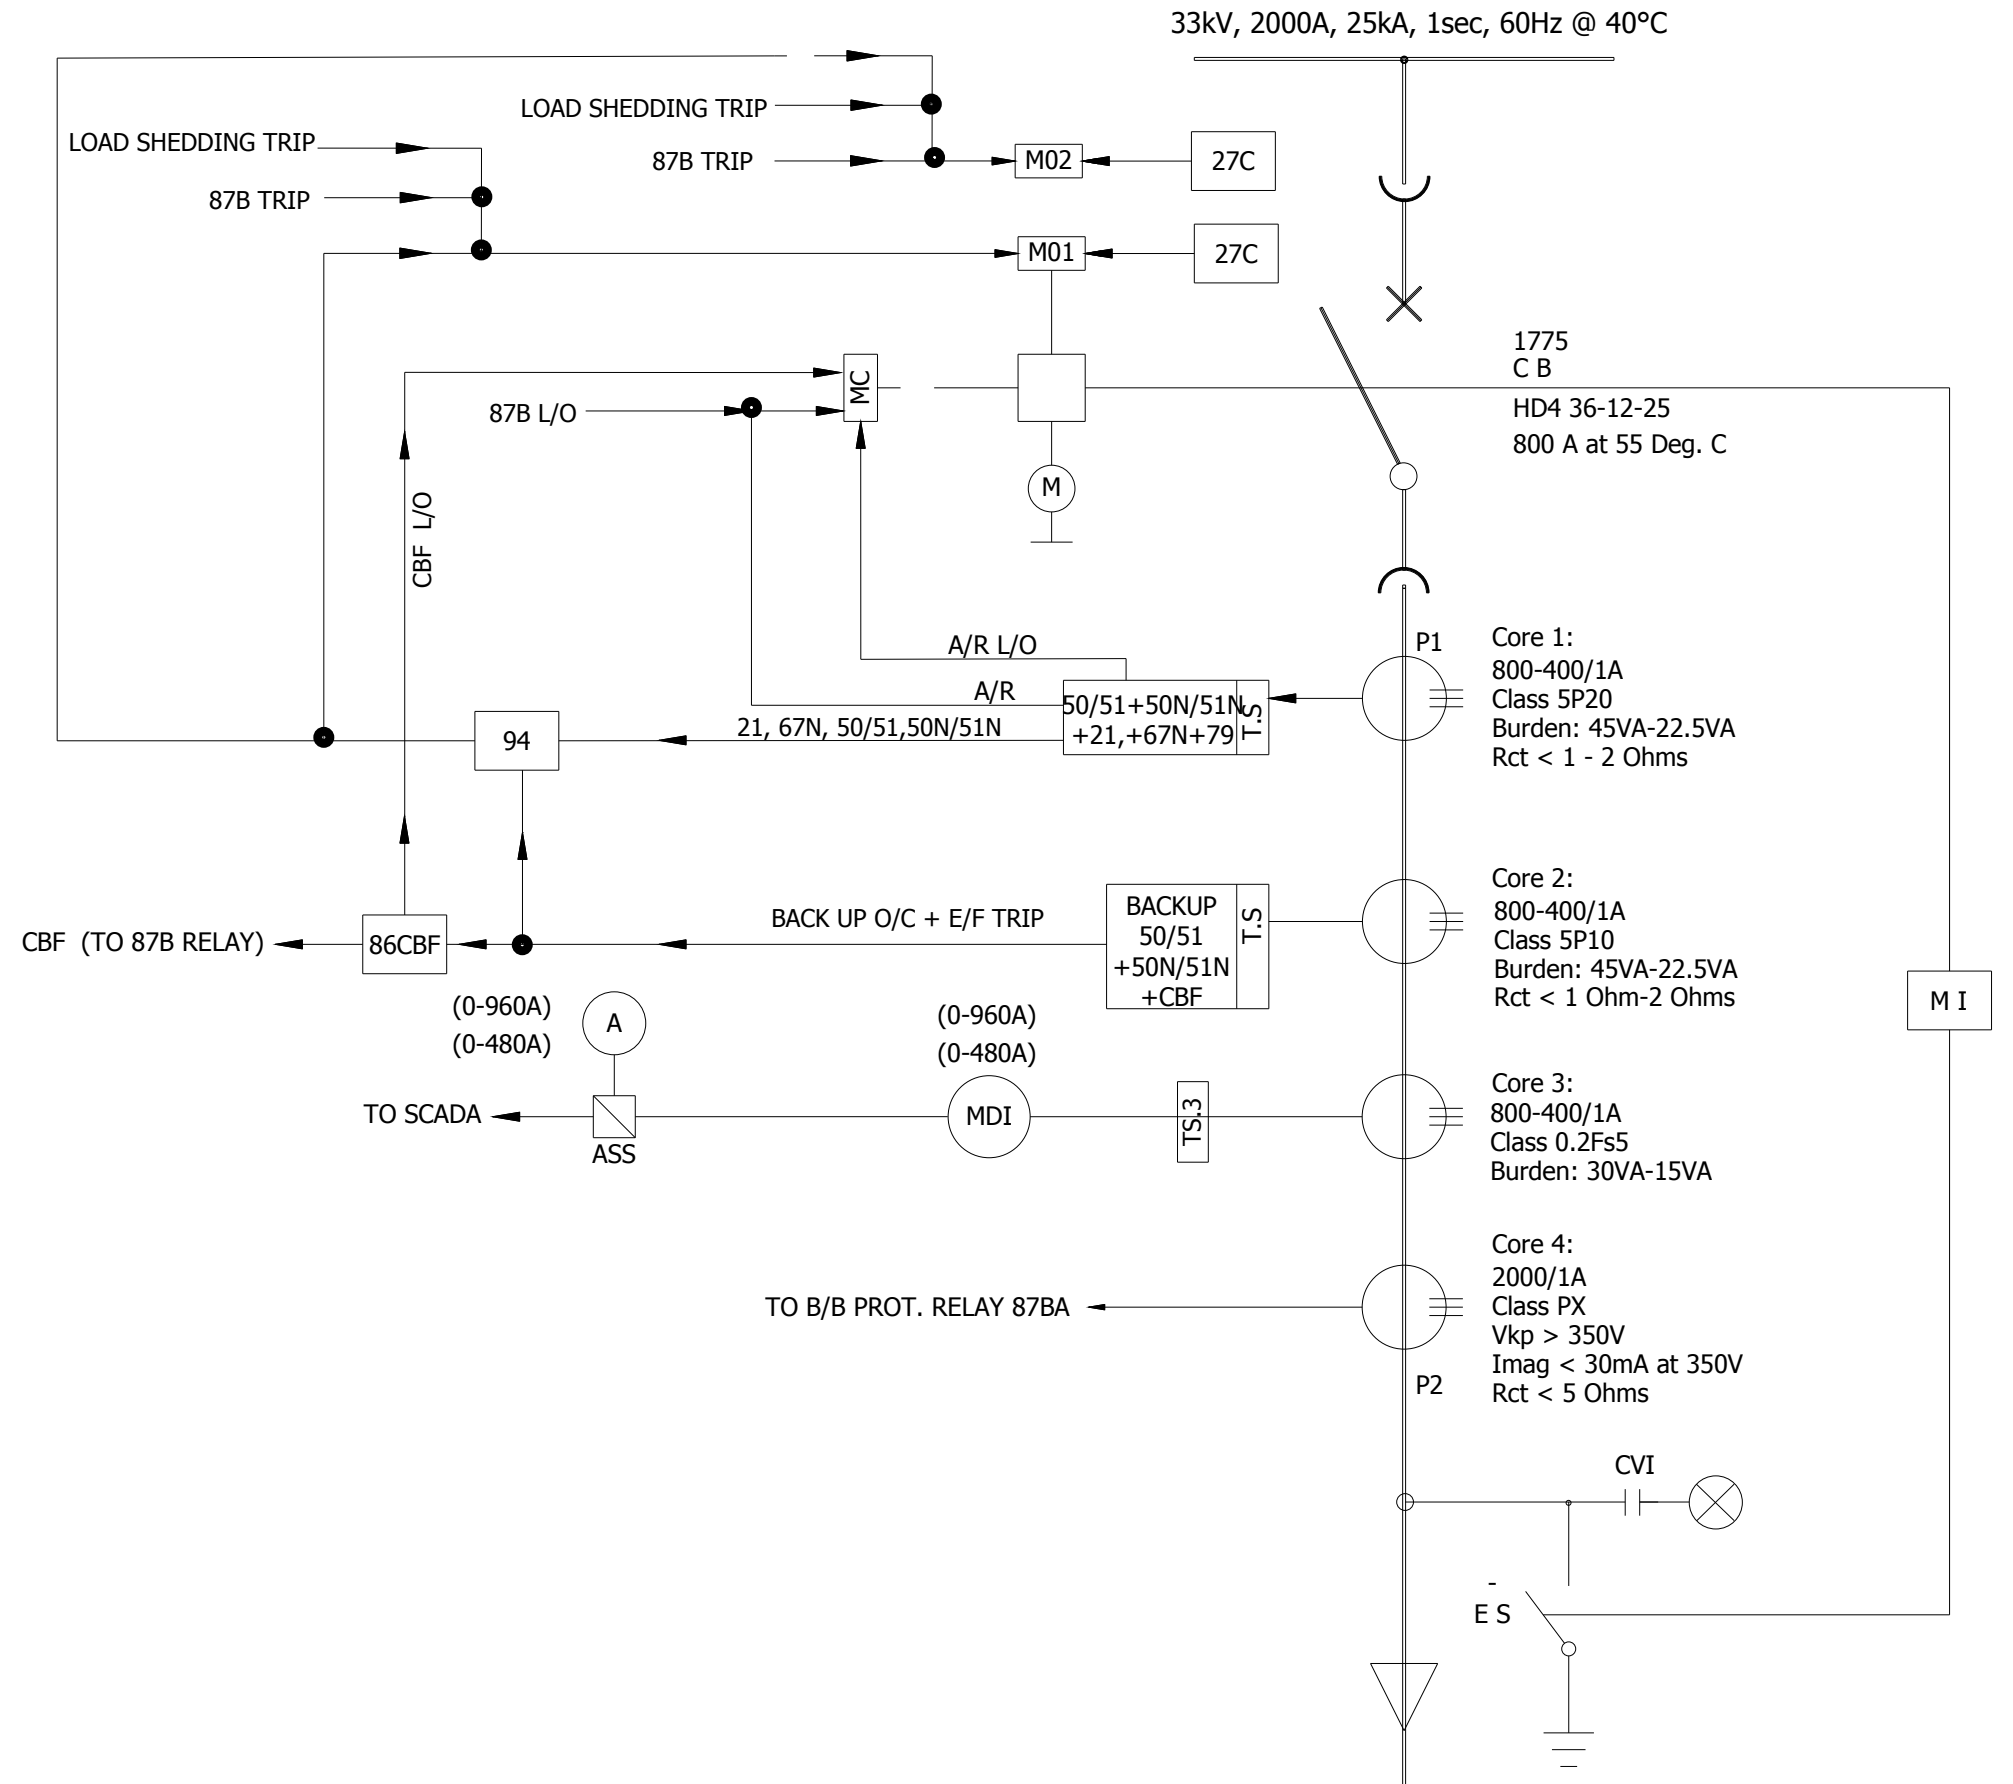 33kV, 2000A, 25kA, 1sec, 60Hz @ 40°C
LOAD SHEDDING TRIP
LOAD SHEDDING TRIP
87B TRIP
M02
27C
87B TRIP
M01
27C
1775
C B
HD4 36-12-25
800 A at 55 Deg. C
MC
87B L/O
M
CBF L/O
A/R L/O
A/R
21, 67N, 50/51,50N/51N
94
50/51+50N/51N
+21,+67N+79
T.S
P1
Core 1:
800-400/1A
Class 5P20
Burden: 45VA-22.5VA
Rct < 1 - 2 Ohms
CBF (TO 87B RELAY)
86CBF
BACK UP O/C + E/F TRIP
BACKUP
50/51
+50N/51N
+CBF
T.S
Core 2:
800-400/1A
Class 5P10
Burden: 45VA-22.5VA
Rct < 1 Ohm-2 Ohms
M I
(0-960A)
(0-480A)
A
(0-960A)
(0-480A)
TO SCADA
ASS
MDI
TS.3
Core 3:
800-400/1A
Class 0.2Fs5
Burden: 30VA-15VA
TO B/B PROT. RELAY 87BA
Core 4:
2000/1A
Class PX
Vkp > 350V
Imag < 30mA at 350V
Rct < 5 Ohms
P2
CVI
-
E S